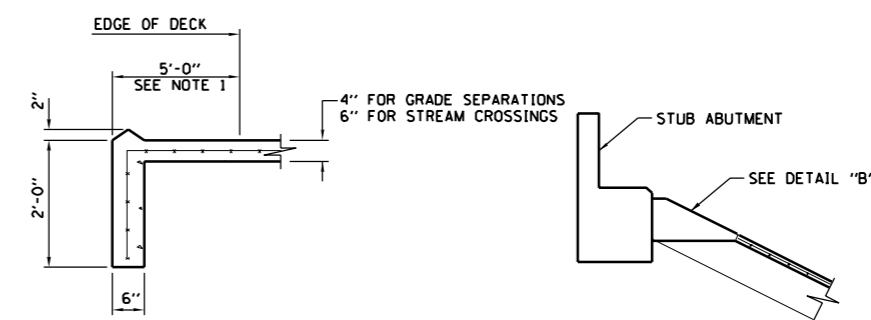 EDGE OF DECK
5'-0"
SEE NOTE 1
2"
4" FOR GRADE SEPARATIONS
6" FOR STREAM CROSSINGS
2'-0"
6"
STUB ABUTMENT
SEE DETAIL "B"